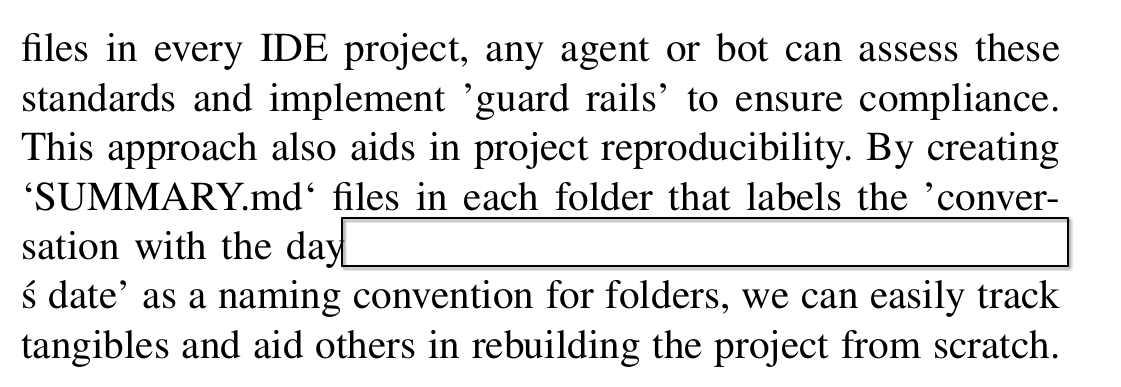 files in every IDE project, any agent or bot can assess these
standards and implement ’guard rails’ to ensure compliance.
This approach also aids in project reproducibility. By creating
‘SUMMARY.md‘ files in each folder that labels the ’conver-
sation with the day
ś date’ as a naming convention for folders, we can easily track
tangibles and aid others in rebuilding the project from scratch.